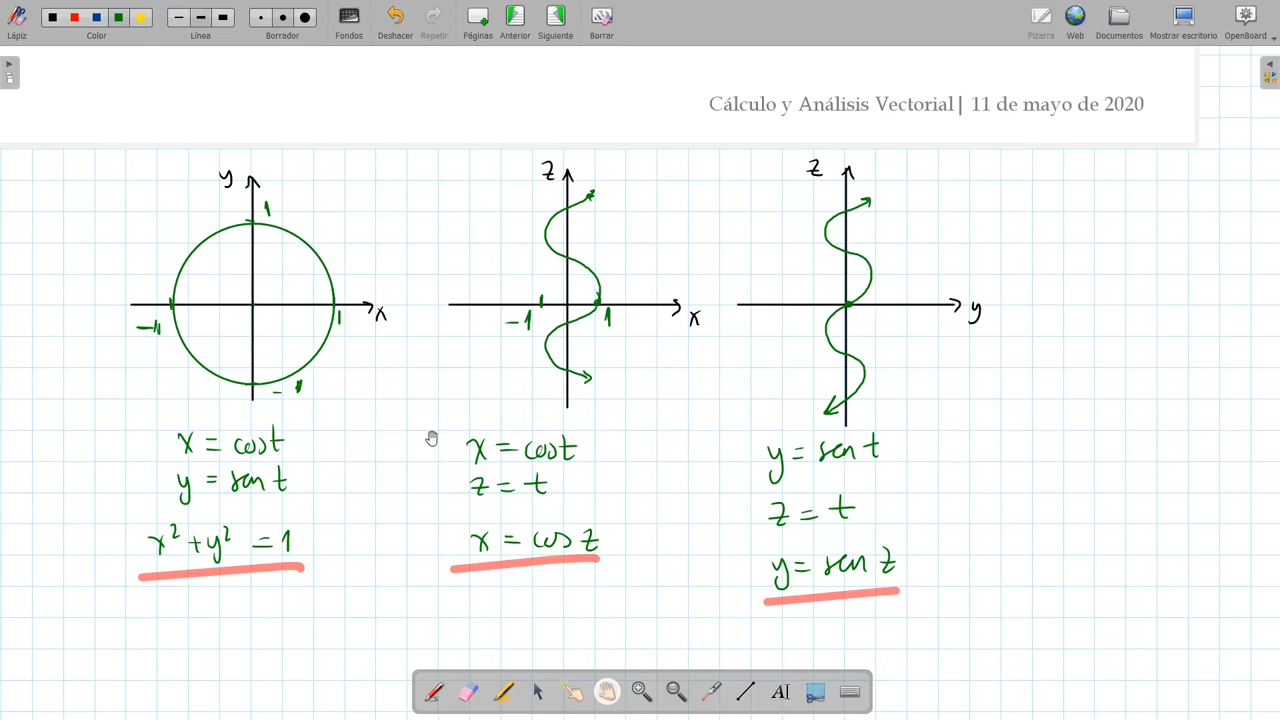 Lápiz
Color
Línea
Borrador
Fondos
Deshacer
Repetir
Páginas
Anterior
Siguiente
Borrar
Pizarra
Web
Documentos
Mostrar escritorio
OpenBoard
Cálculo y Análisis Vectorial| 11 de mayo de 2020
y
1
-1
1
x
-1
z
-1
1
x
z
y
x = cos t
y = sen t
x² + y² = 1
x = cos t
z = t
x = cos z
y = sen t
z = t
y = sen z